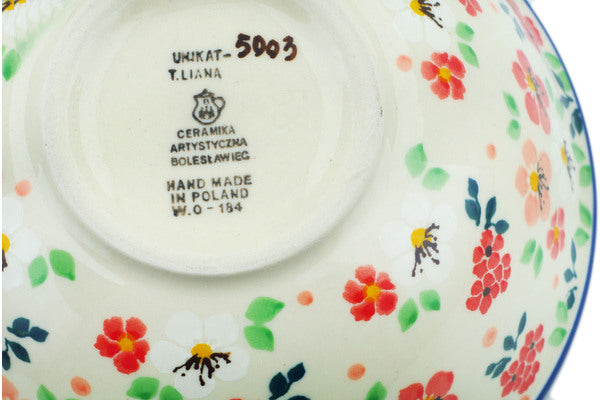 UNIKAT-5003
T.LIANA
CERAMIKA
ARTYSTYCZNA
BOLESŁAWIEC
HAND MADE
IN POLAND
W.O-184